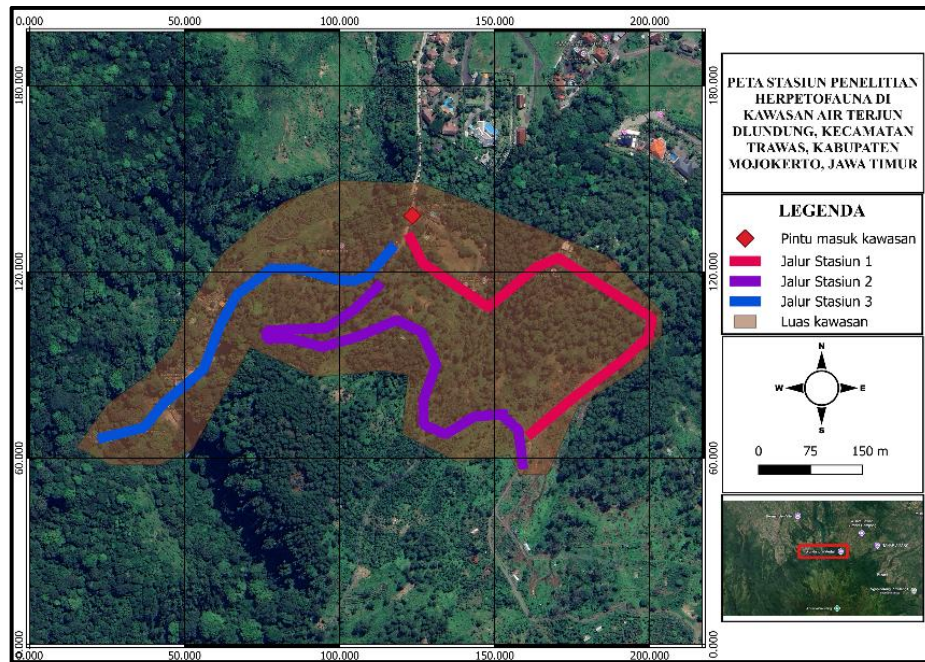 0.000 50.000 100.000 150.000 200.000
180.000 180.000
120.000 120.000
60.000 60.000
0.000 0.000
0.000 50.000 100.000 150.000 200.000
PETA STASIUN PENELITIAN
HERPETOFAUNA DI
KAWASAN AIR TERJUN
DLUNDUNG, KECAMATAN
TRAWAS, KABUPATEN
MOJOKERTO, JAWA TIMUR
LEGENDA
Pintu masuk kawasan
Jalur Stasiun 1
Jalur Stasiun 2
Jalur Stasiun 3
Luas kawasan
N
W E
S
0 75 150 m